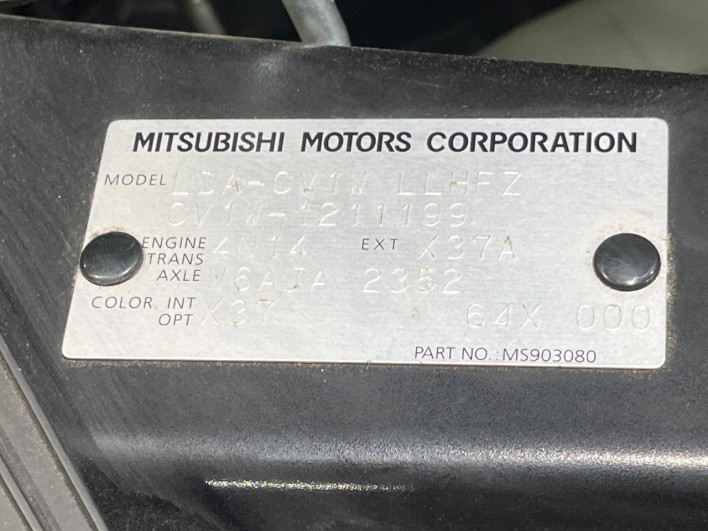 MITSUBISHI MOTORS CORPORATION
MODEL LDA-CV1W LLHFZ
CV1W-1211199
ENGINE 4N14 EXT X37A
TRANS
AXLE W6AJA 2352
COLOR, INT X37 64X 000
OPT
PART NO.:MS903080